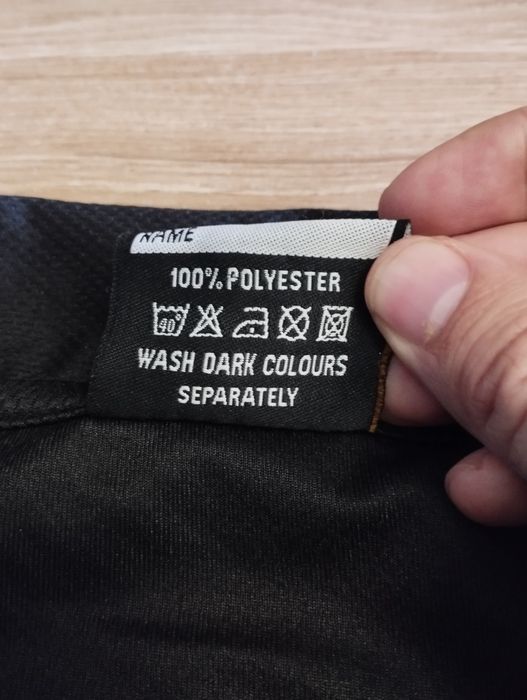 NAME
100% POLYESTER
40°
WASH DARK COLOURS
SEPARATELY